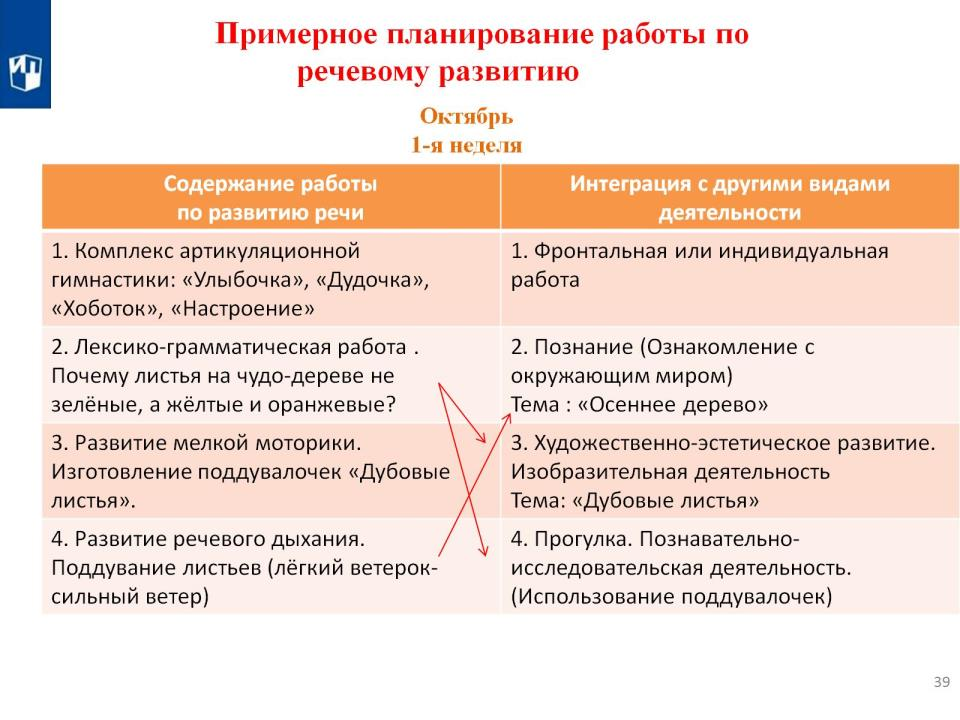 Примерное планирование работы по
речевому развитию
Октябрь
1-я неделя
Содержание работы
по развитию речи
Интеграция с другими видами
деятельности
1. Комплекс артикуляционной
гимнастики: «Улыбочка», «Дудочка»,
«Хоботок», «Настроение»
1. Фронтальная или индивидуальная
работа
2. Лексико-грамматическая работа .
Почему листья на чудо-дереве не
зелёные, а жёлтые и оранжевые?
2. Познание (Ознакомление с
окружающим миром)
Тема : «Осеннее дерево»
3. Развитие мелкой моторики.
Изготовление поддувалочек «Дубовые
листья».
3. Художественно-эстетическое развитие.
Изобразительная деятельность
Тема: «Дубовые листья»
4. Развитие речевого дыхания.
Поддувание листьев (лёгкий ветерок-
сильный ветер)
4. Прогулка. Познавательно-
исследовательская деятельность.
(Использование поддувалочек)
39